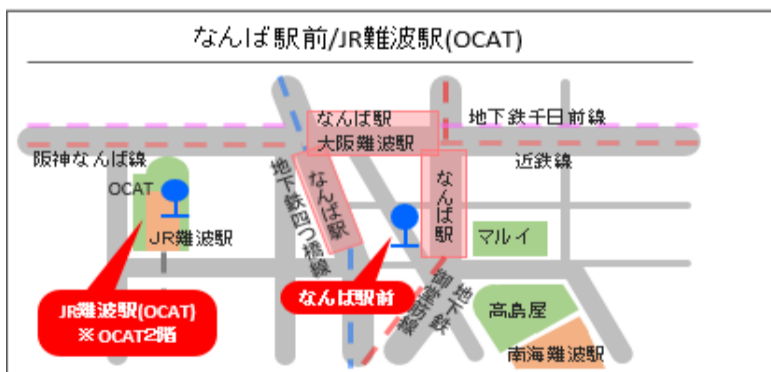 なんば駅前/JR難波駅(OCAT)
なんば駅
大阪難波駅
地下鉄千日前線
阪神なんば線
近鉄線
OCAT
JR難波駅
地下鉄四つ橋線
なんば駅
なんば駅
マルイ
JR難波駅(OCAT)
※OCAT2階
なんば駅前
地下鉄
御堂筋線
高島屋
南海難波駅